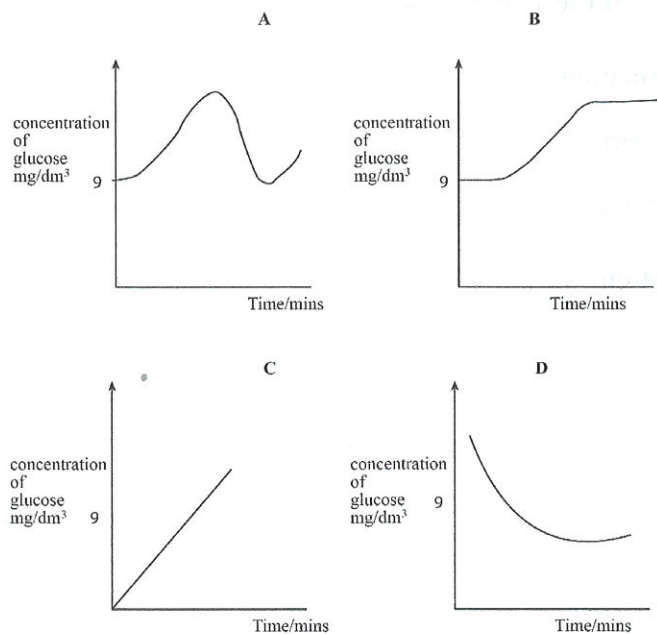 A
concentration
of
glucose
mg/dm³ 9
Time/mins
B
concentration
of
glucose
mg/dm³ 9
Time/mins
C
concentration
of
glucose
mg/dm³ 9
Time/mins
D
concentration
of
glucose
mg/dm³ 9
Time/mins